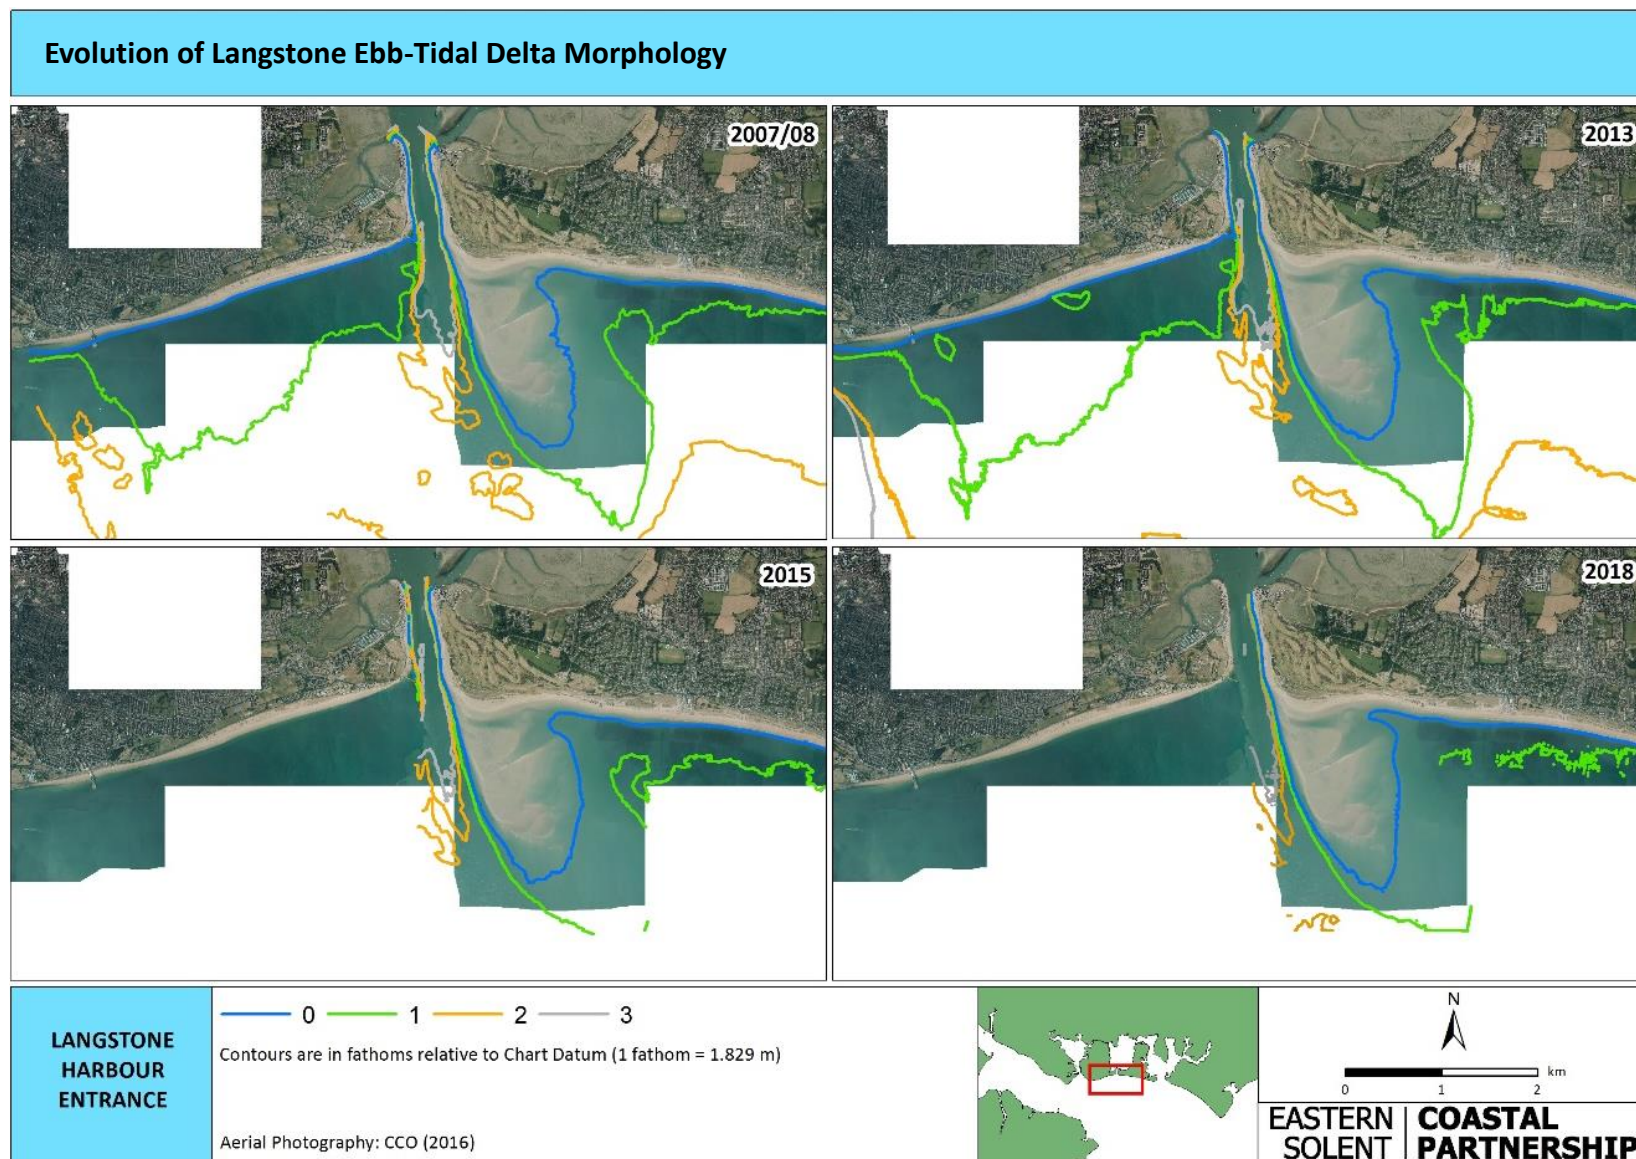 Evolution of Langstone Ebb-Tidal Delta Morphology
2007/08
2013
2015
2018
LANGSTONE
HARBOUR
ENTRANCE
0 1 2 3
Contours are in fathoms relative to Chart Datum (1 fathom = 1.829 m)
Aerial Photography: CCO (2016)
N
km
0 1 2
EASTERN
SOLENT
COASTAL
PARTNERSHIP